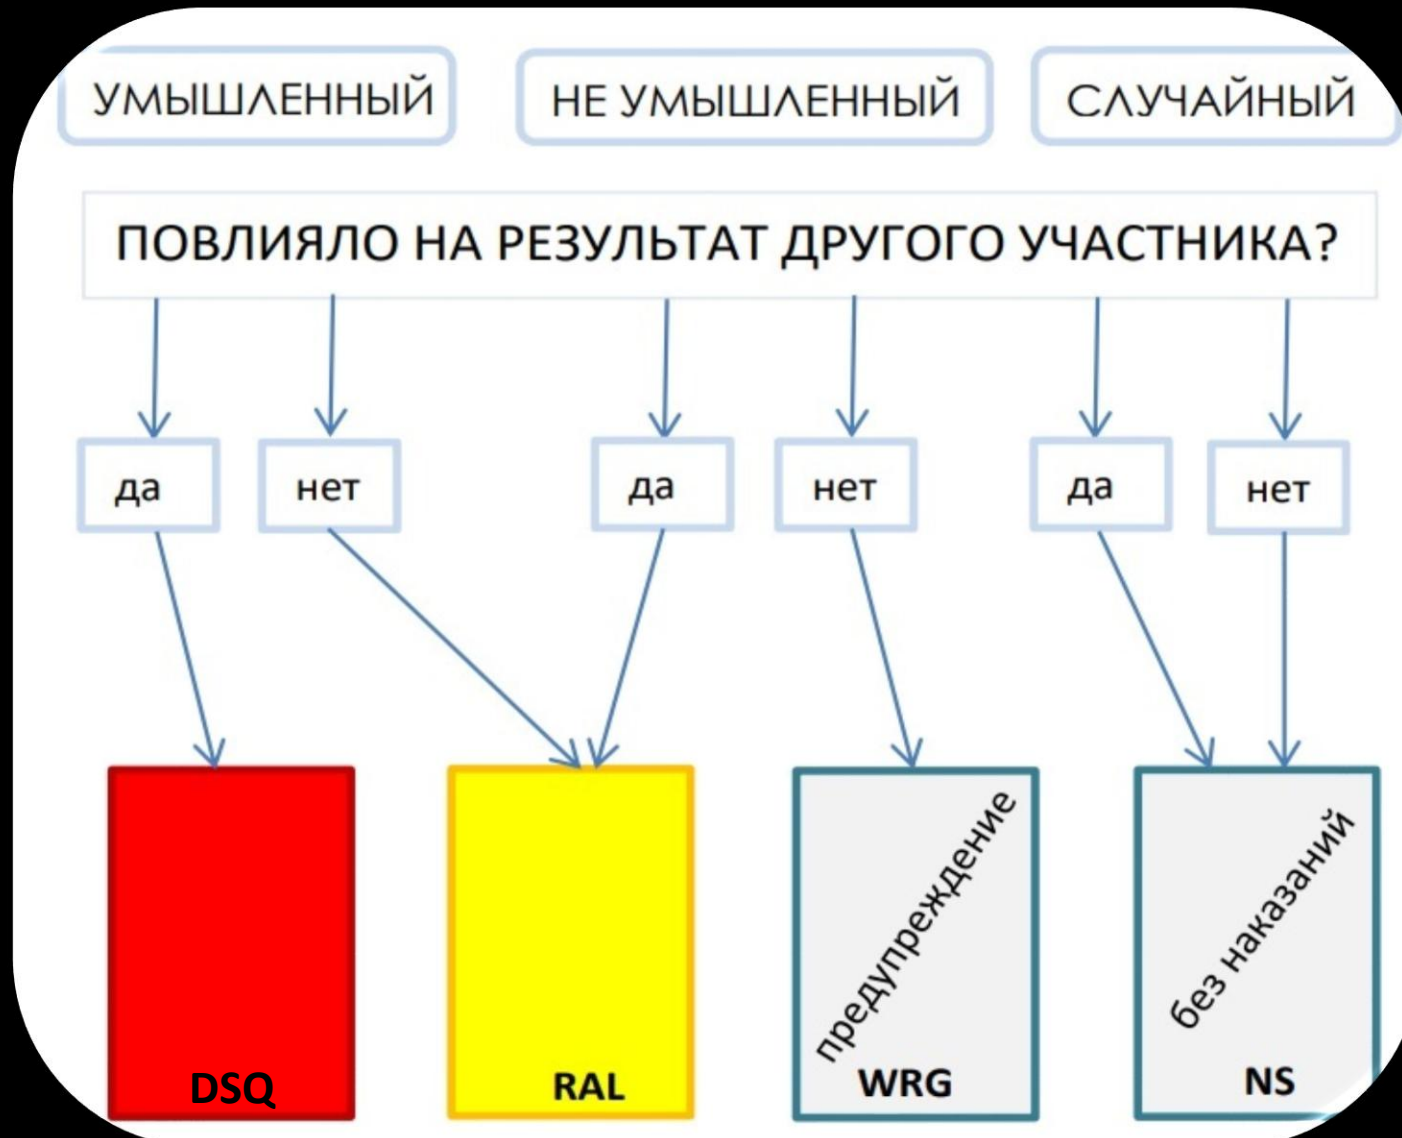 УМЫШЛЕННЫЙ НЕ УМЫШЛЕННЫЙ СЛУЧАЙНЫЙ
ПОВЛИЯЛО НА РЕЗУЛЬТАТ ДРУГОГО УЧАСТНИКА?
да нет да нет да нет
предупреждение
без наказаний
DSQ RAL WRG NS